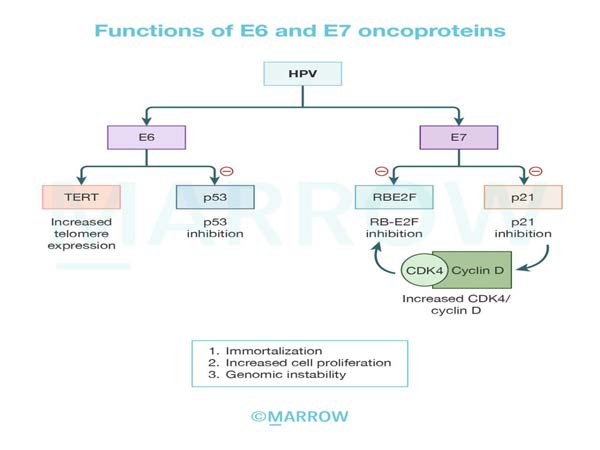 Functions of E6 and E7 oncoproteins
HPV
E6
E7
TERT
p53
RBE2F
p21
Increased
telomere
expression
p53
inhibition
RB-E2F
inhibition
p21
inhibition
CDK4
Cyclin D
Increased CDK4/
cyclin D
MARROW
1. Immortalization
2. Increased cell proliferation
3. Genomic instability
©MARROW